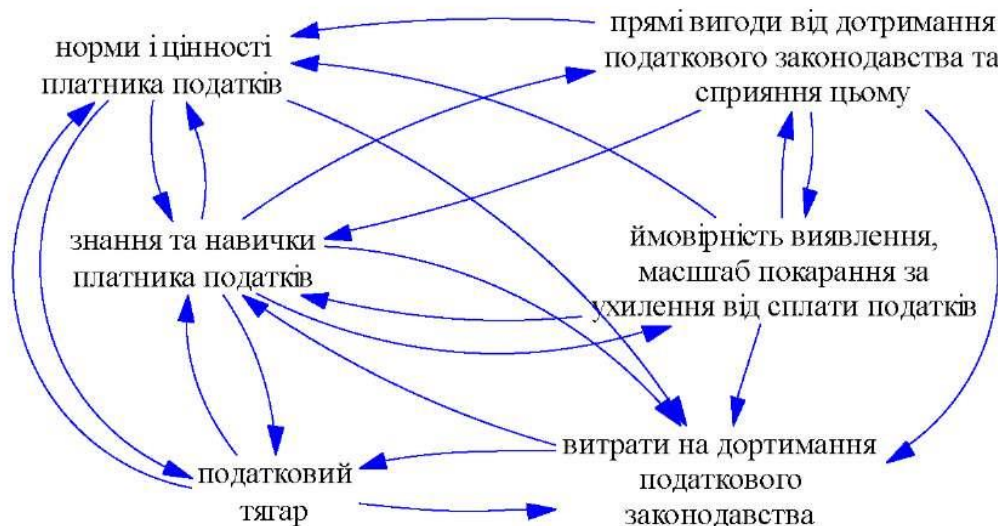 норми і цінності
платника податків
прямі вигоди від дотримання
податкового законодавства та
сприяння цьому
знання та навички
платника податків
ймовірність виявлення,
масштаб покарання за
ухилення від сплати податків
податковий
тягар
витрати на дортимання
податкового
законодавства